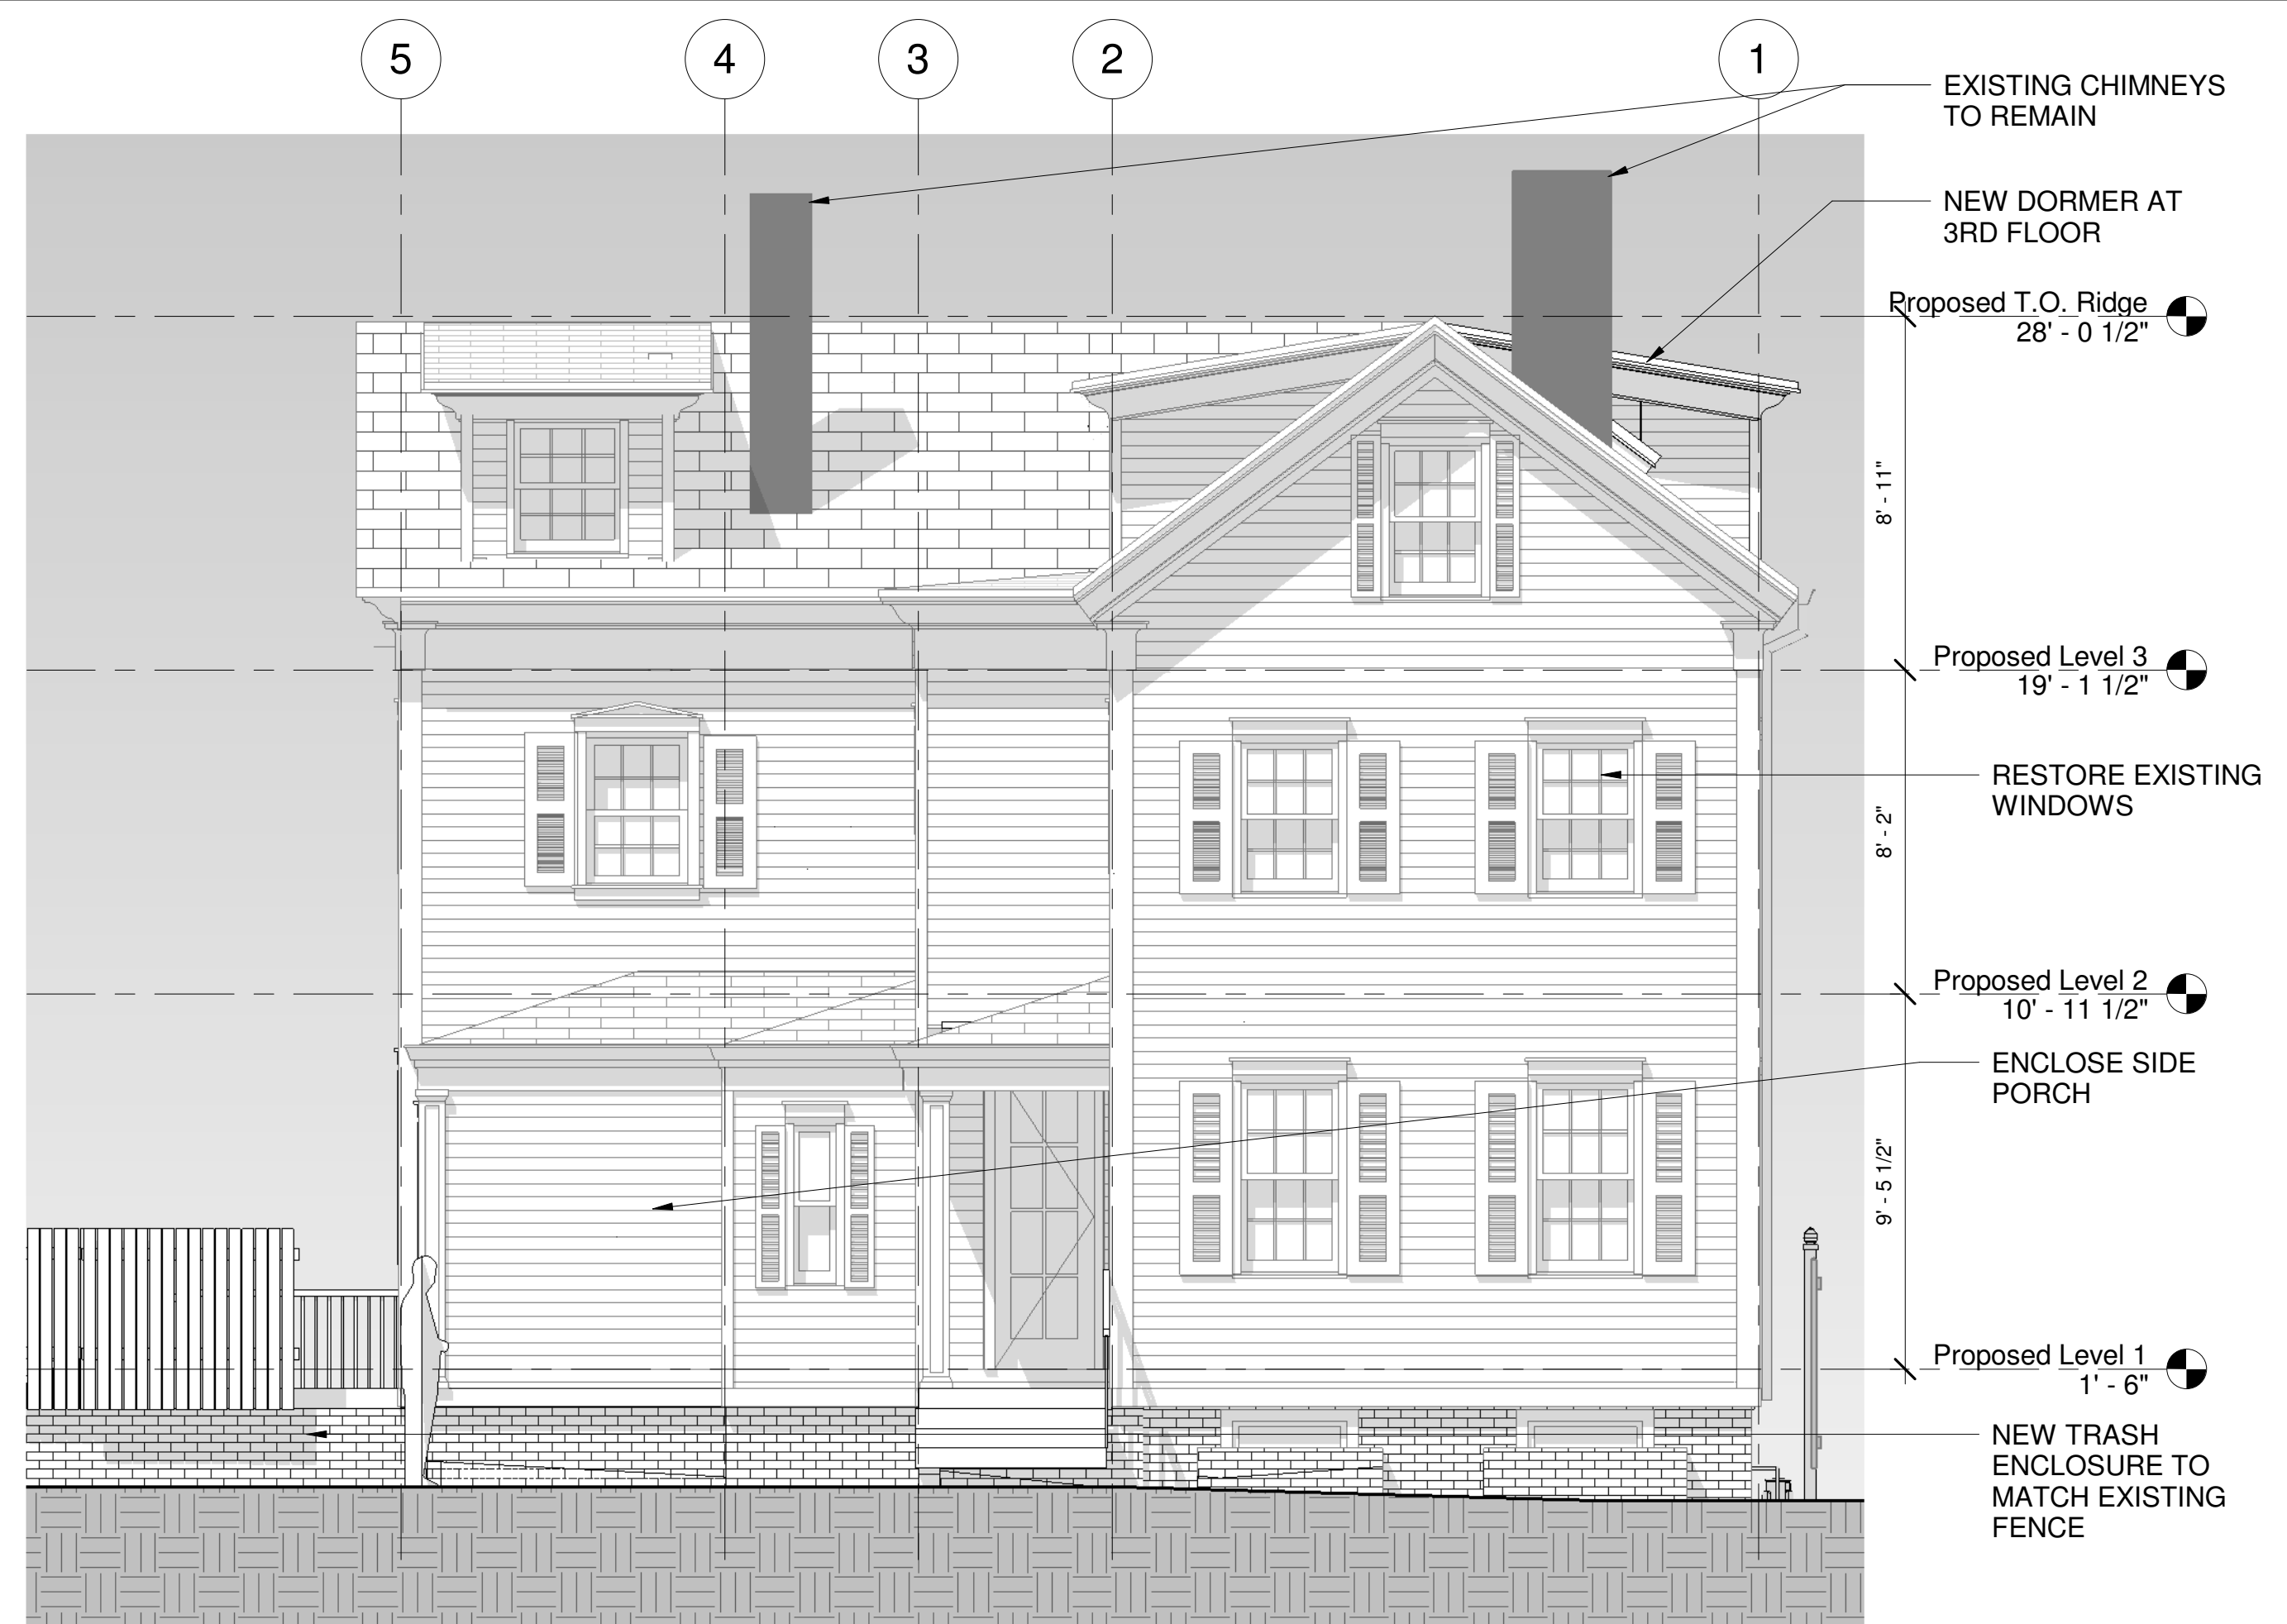 5
4
3
2
1
EXISTING CHIMNEYS
TO REMAIN
NEW DORMER AT
3RD FLOOR
Proposed T.O. Ridge
28' - 0 1/2"
8' - 11"
Proposed Level 3
19' - 1 1/2"
RESTORE EXISTING
WINDOWS
8' - 2"
Proposed Level 2
10' - 11 1/2"
ENCLOSE SIDE
PORCH
9' - 5 1/2"
Proposed Level 1
1' - 6"
NEW TRASH
ENCLOSURE TO
MATCH EXISTING
FENCE